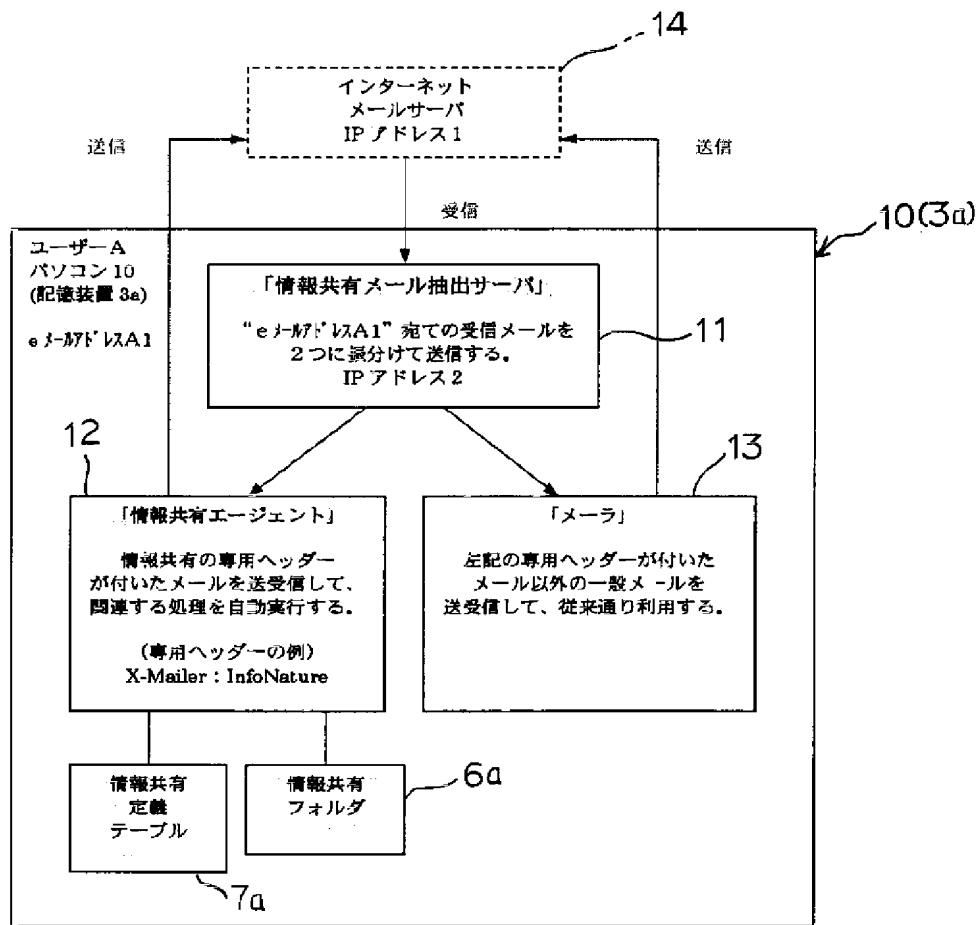 14
インターネット
メールサーバ
IPアドレス1
送信
送信
受信
10(3a)
ユーザーA
パソコン10
(記憶装置3a)
eメールアドレスA1
「情報共有メール抽出サーバ」
“eメールアドレスA1”宛ての受信メールを
2つに振分けて送信する。
IPアドレス2
11
12
「情報共有エージェント」
情報共有の専用ヘッダー
が付いたメールを送受信して、
関連する処理を自動実行する。
(専用ヘッダーの例)
X-Mailer:InfoNature
13
「メーラ」
左記の専用ヘッダーが付いた
メール以外の一般メールを
送受信して、従来通り利用する。
情報共有
定義
テーブル
7a
情報共有
フォルダ
6a